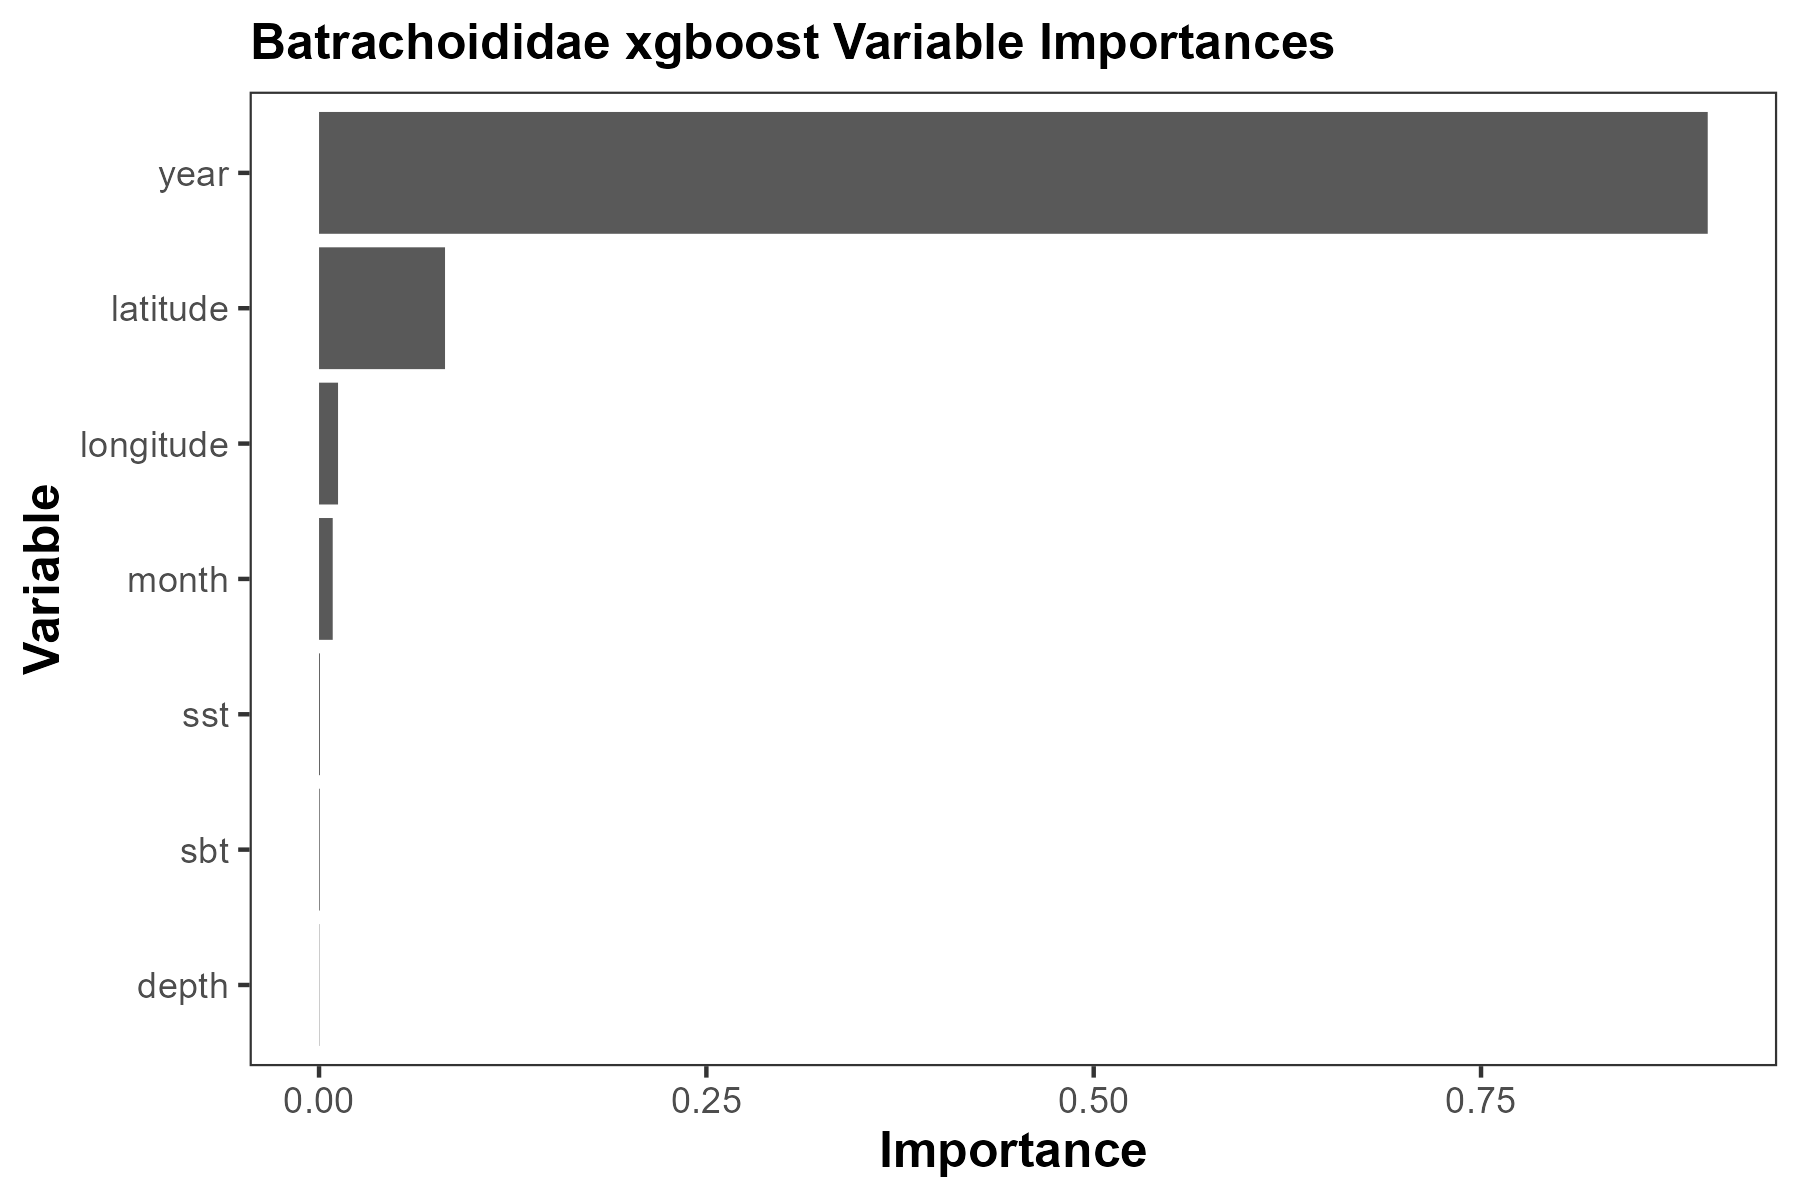 Batrachoididae xgboost Variable Importances
year
latitude
longitude
month
sst
sbt
depth
Variable
0.00 0.25 0.50 0.75
Importance